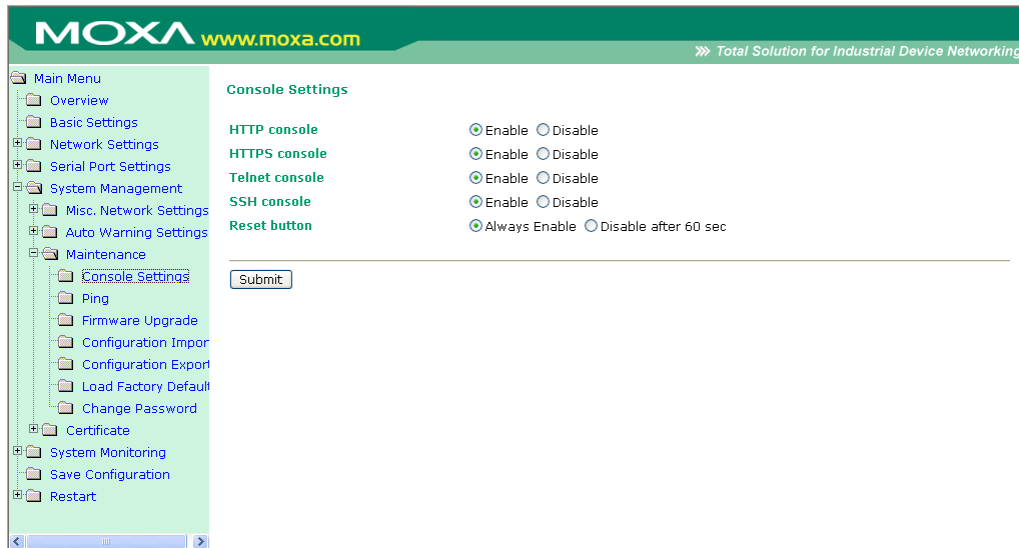 MOXA www.moxa.com
Total Solution for Industrial Device Networking
Main Menu
Overview
Basic Settings
Network Settings
Serial Port Settings
System Management
Misc. Network Settings
Auto Warning Settings
Maintenance
Console Settings
Ping
Firmware Upgrade
Configuration Impor
Configuration Export
Load Factory Default
Change Password
Certificate
System Monitoring
Save Configuration
Restart
Console Settings
HTTP console Enable Disable
HTTPS console Enable Disable
Telnet console Enable Disable
SSH console Enable Disable
Reset button Always Enable Disable after 60 sec
Submit